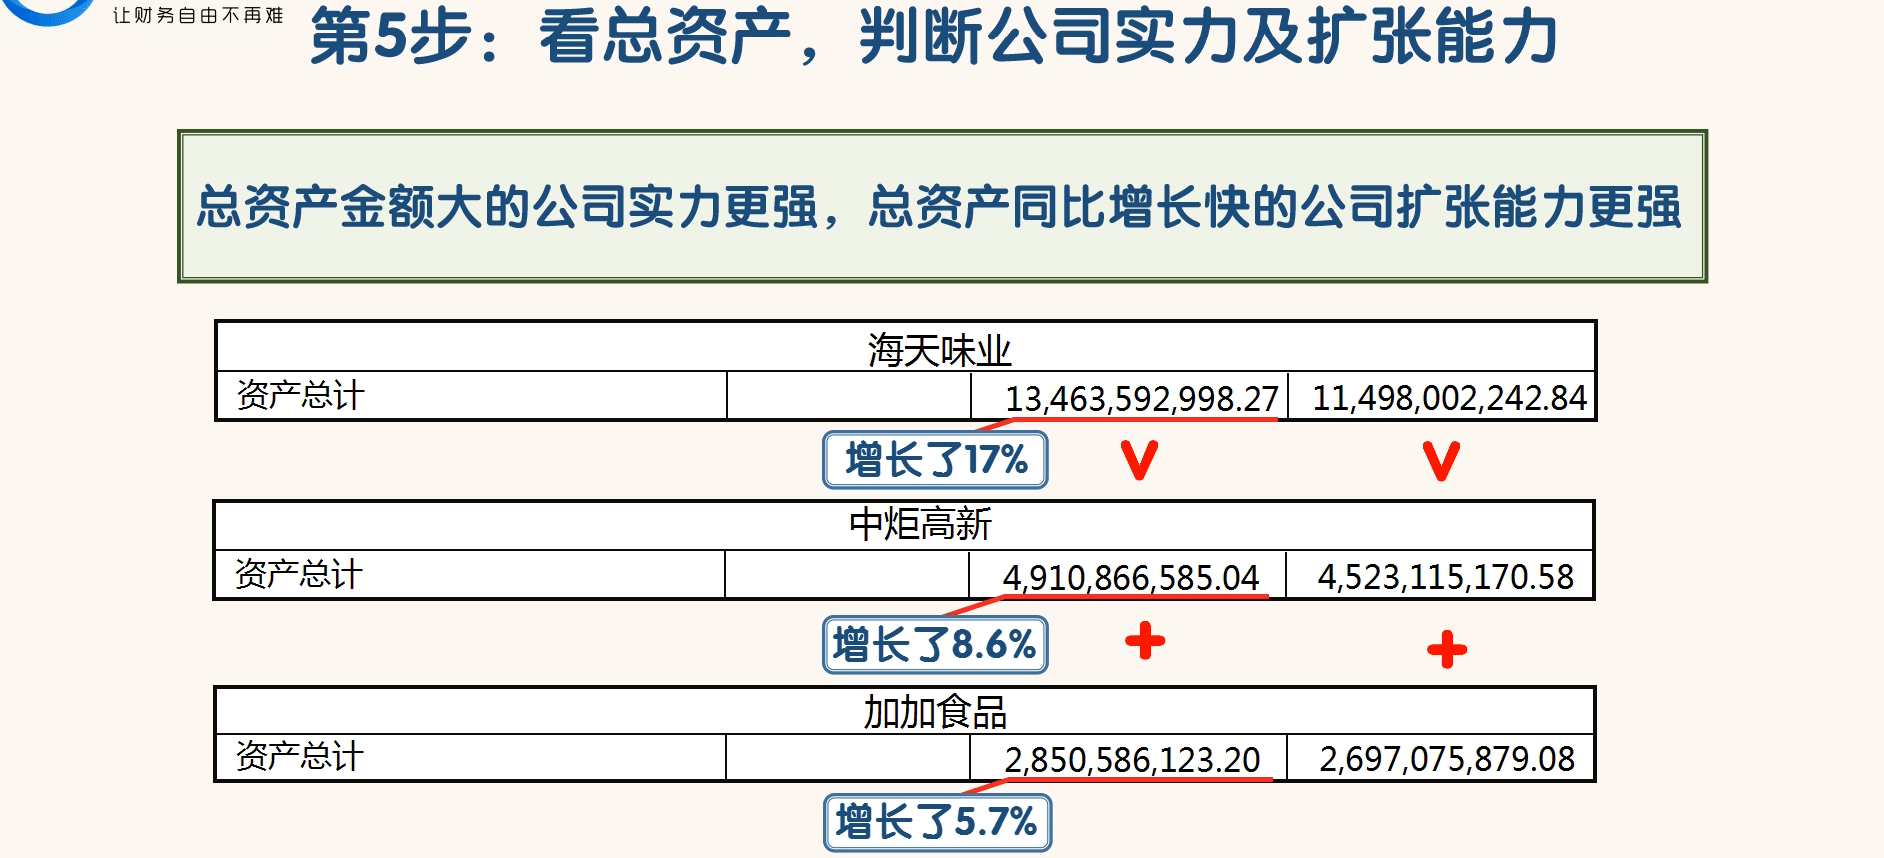 让财务自由不再难
第5步：看总资产，判断公司实力及扩张能力
总资产金额大的公司实力更强，总资产同比增长快的公司扩张能力更强
海天味业
资产总计 13,463,592,998.27 11,498,002,242.84
增长了17% V V
中炬高新
资产总计 4,910,866,585.04 4,523,115,170.58
增长了8.6% + +
加加食品
资产总计 2,850,586,123.20 2,697,075,879.08
增长了5.7%